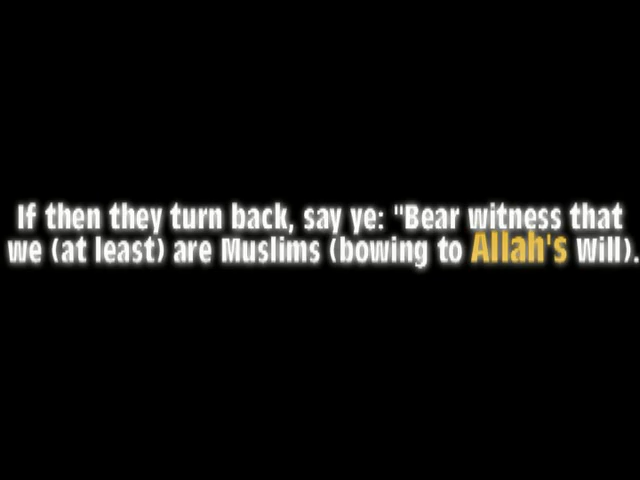 If then they turn back, say ye: "Bear witness that
we (at least) are Muslims (bowing to Allah's Will).